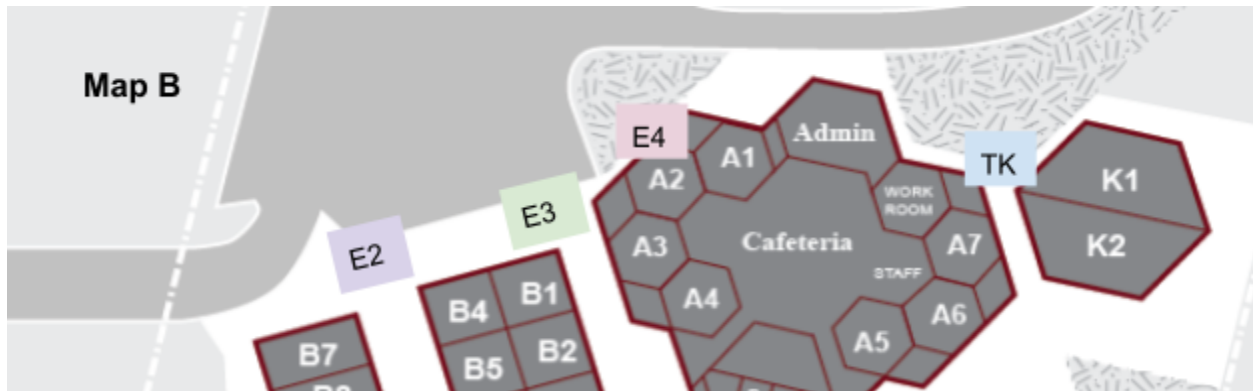 Map B
E4
A1
Admin
A2
TK
K1
WORK
ROOM
E3
A3
Cafeteria
A7
K2
E2
STAFF
B4
B1
A4
A6
B7
B5
B2
A5